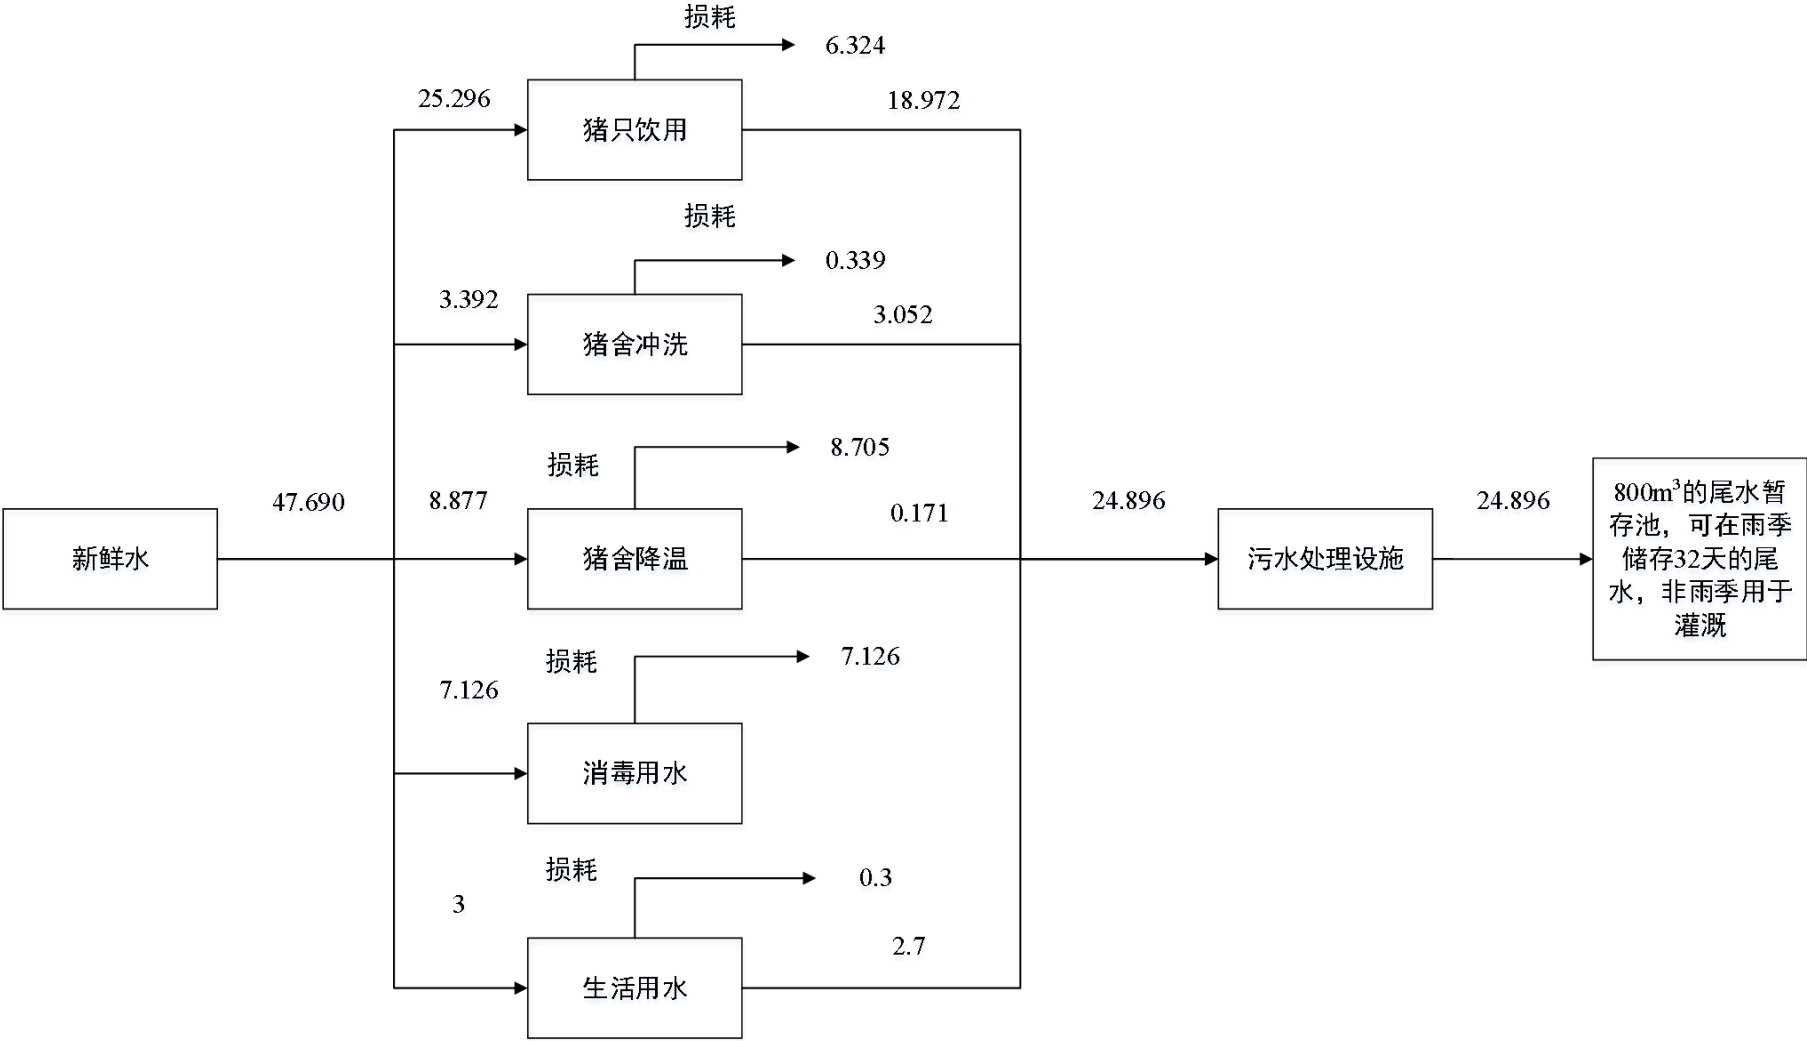 损耗
6.324
25.296
18.972
猪只饮用
损耗
0.339
3.392
3.052
猪舍冲洗
损耗
8.705
47.690
8.877
0.171
24.896
24.896
新鲜水
猪舍降温
污水处理设施
800m³的尾水暂
存池，可在雨季
储存32天的尾
水，非雨季用于
灌溉
损耗
7.126
7.126
消毒用水
损耗
0.3
3
2.7
生活用水